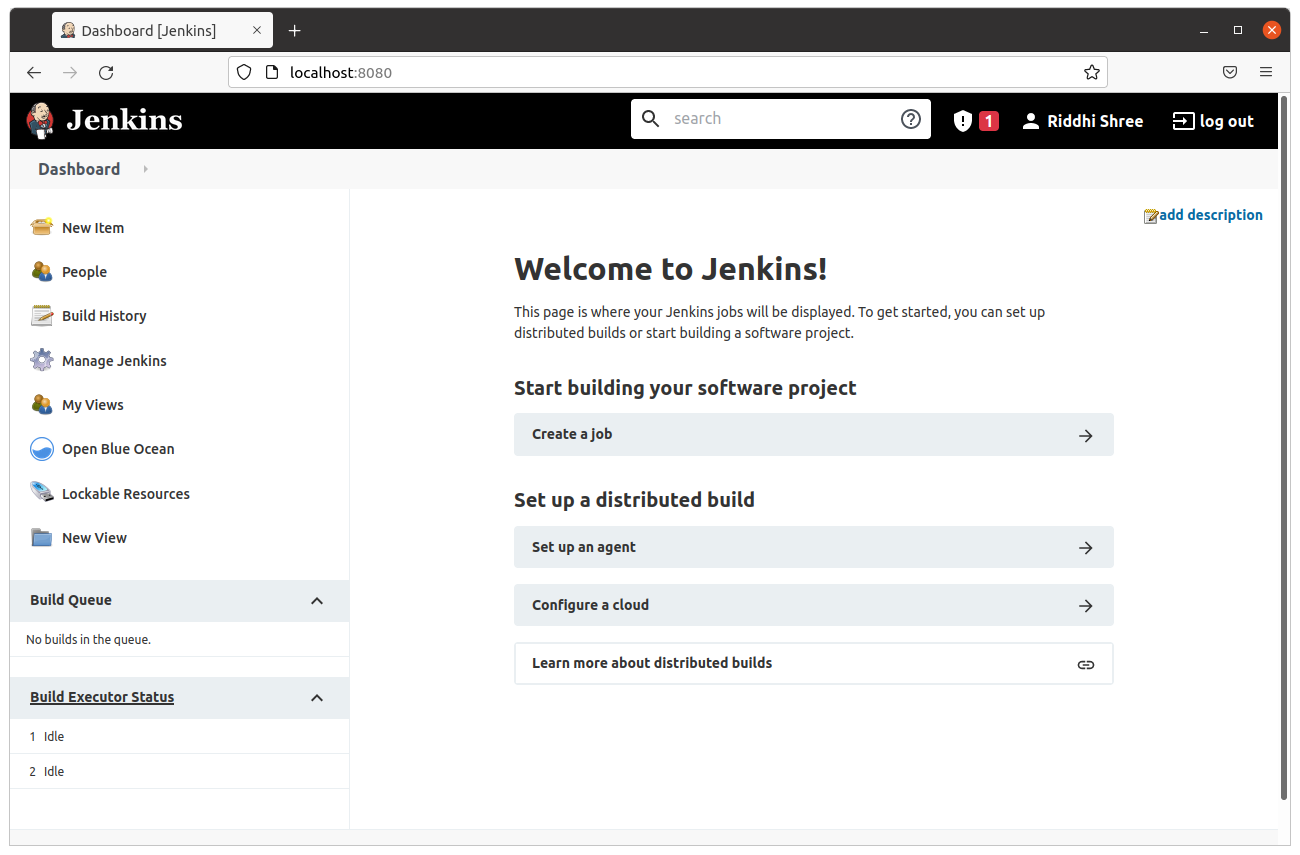 Dashboard [Jenkins]
localhost:8080
Jenkins
search
1
Riddhi Shree
log out
Dashboard
New Item
People
Build History
Manage Jenkins
My Views
Open Blue Ocean
Lockable Resources
New View
Build Queue
No builds in the queue.
Build Executor Status
1 Idle
2 Idle
add description
Welcome to Jenkins!
This page is where your Jenkins jobs will be displayed. To get started, you can set up
distributed builds or start building a software project.
Start building your software project
Create a job
Set up a distributed build
Set up an agent
Configure a cloud
Learn more about distributed builds